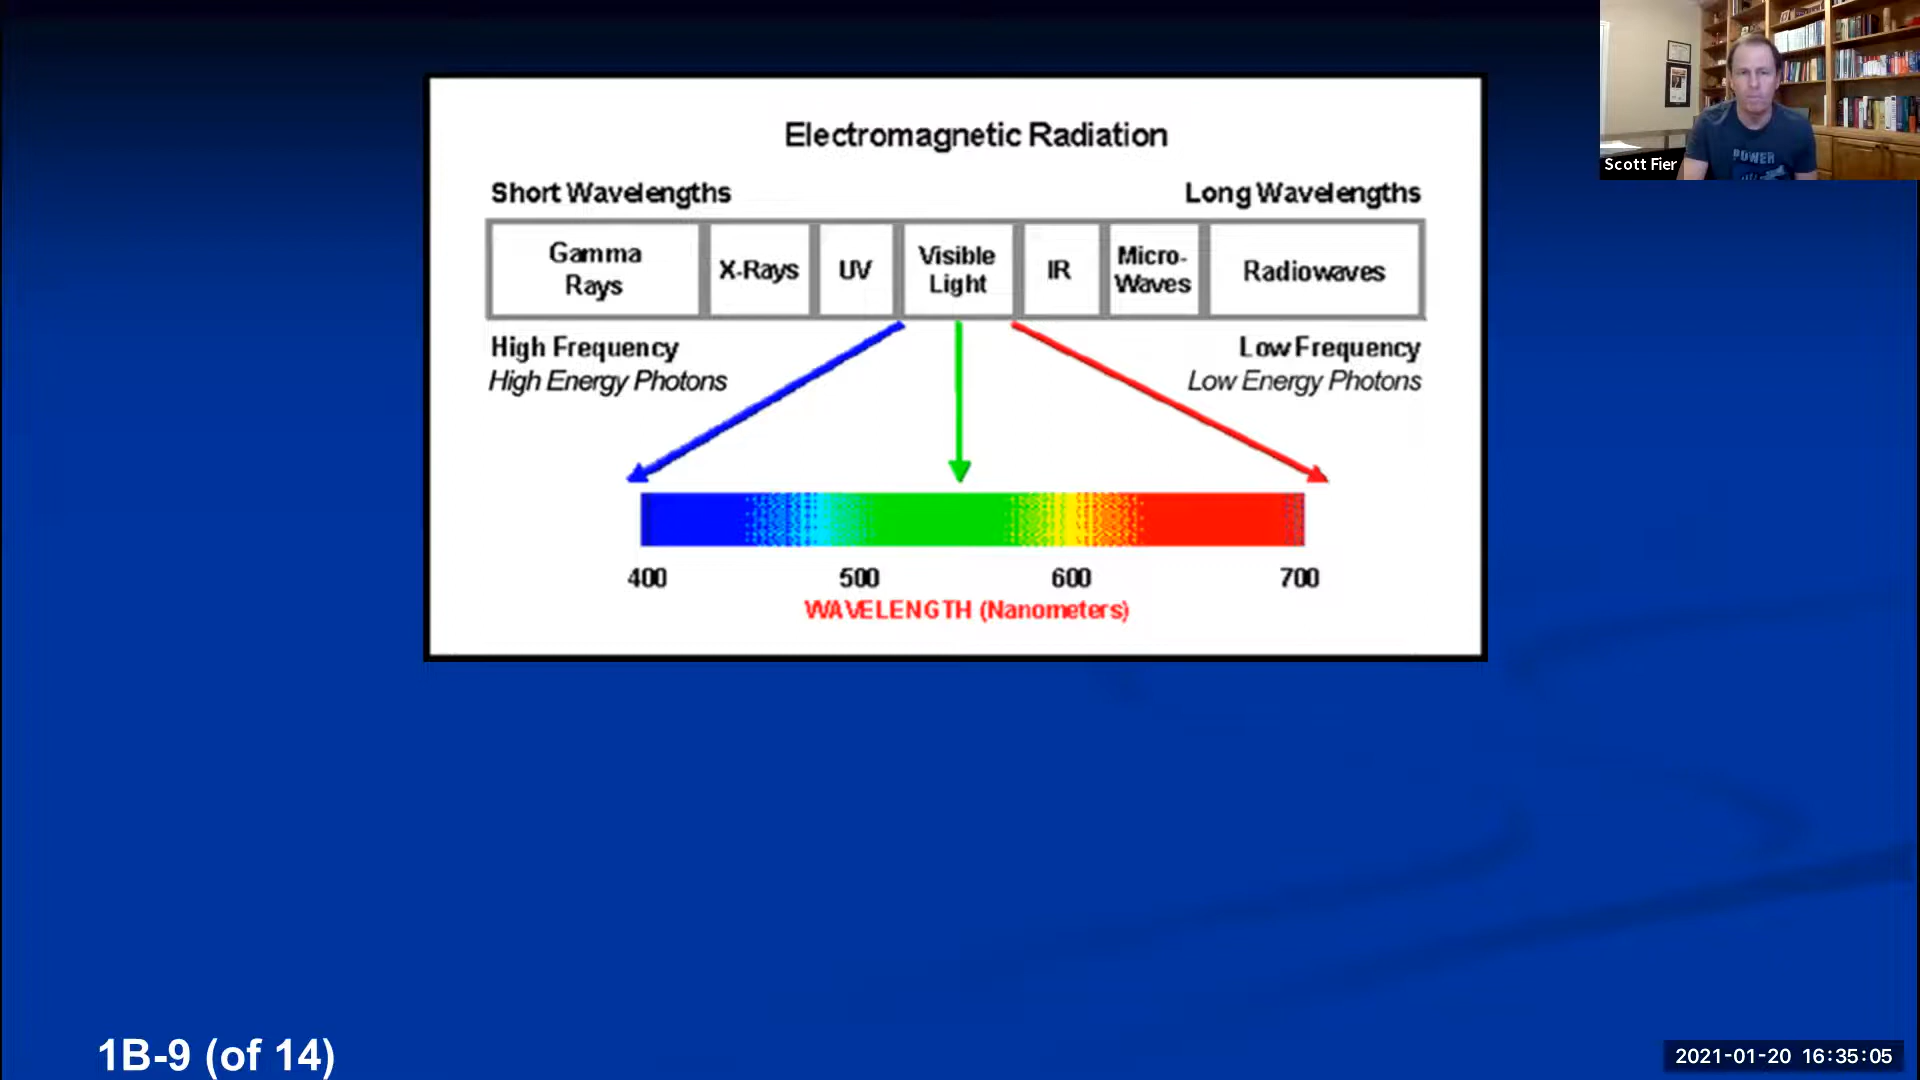 Electromagnetic Radiation
Short Wavelengths
Long Wavelengths
Gamma
Rays
X-Rays
UV
Visible
Light
IR
Micro-
Waves
Radiowaves
High Frequency
High Energy Photons
Low Frequency
Low Energy Photons
400
500
600
700
WAVELENGTH (Nanometers)
Scott Fier
POWER
1B-9 (of 14)
2021-01-20 16:35:05